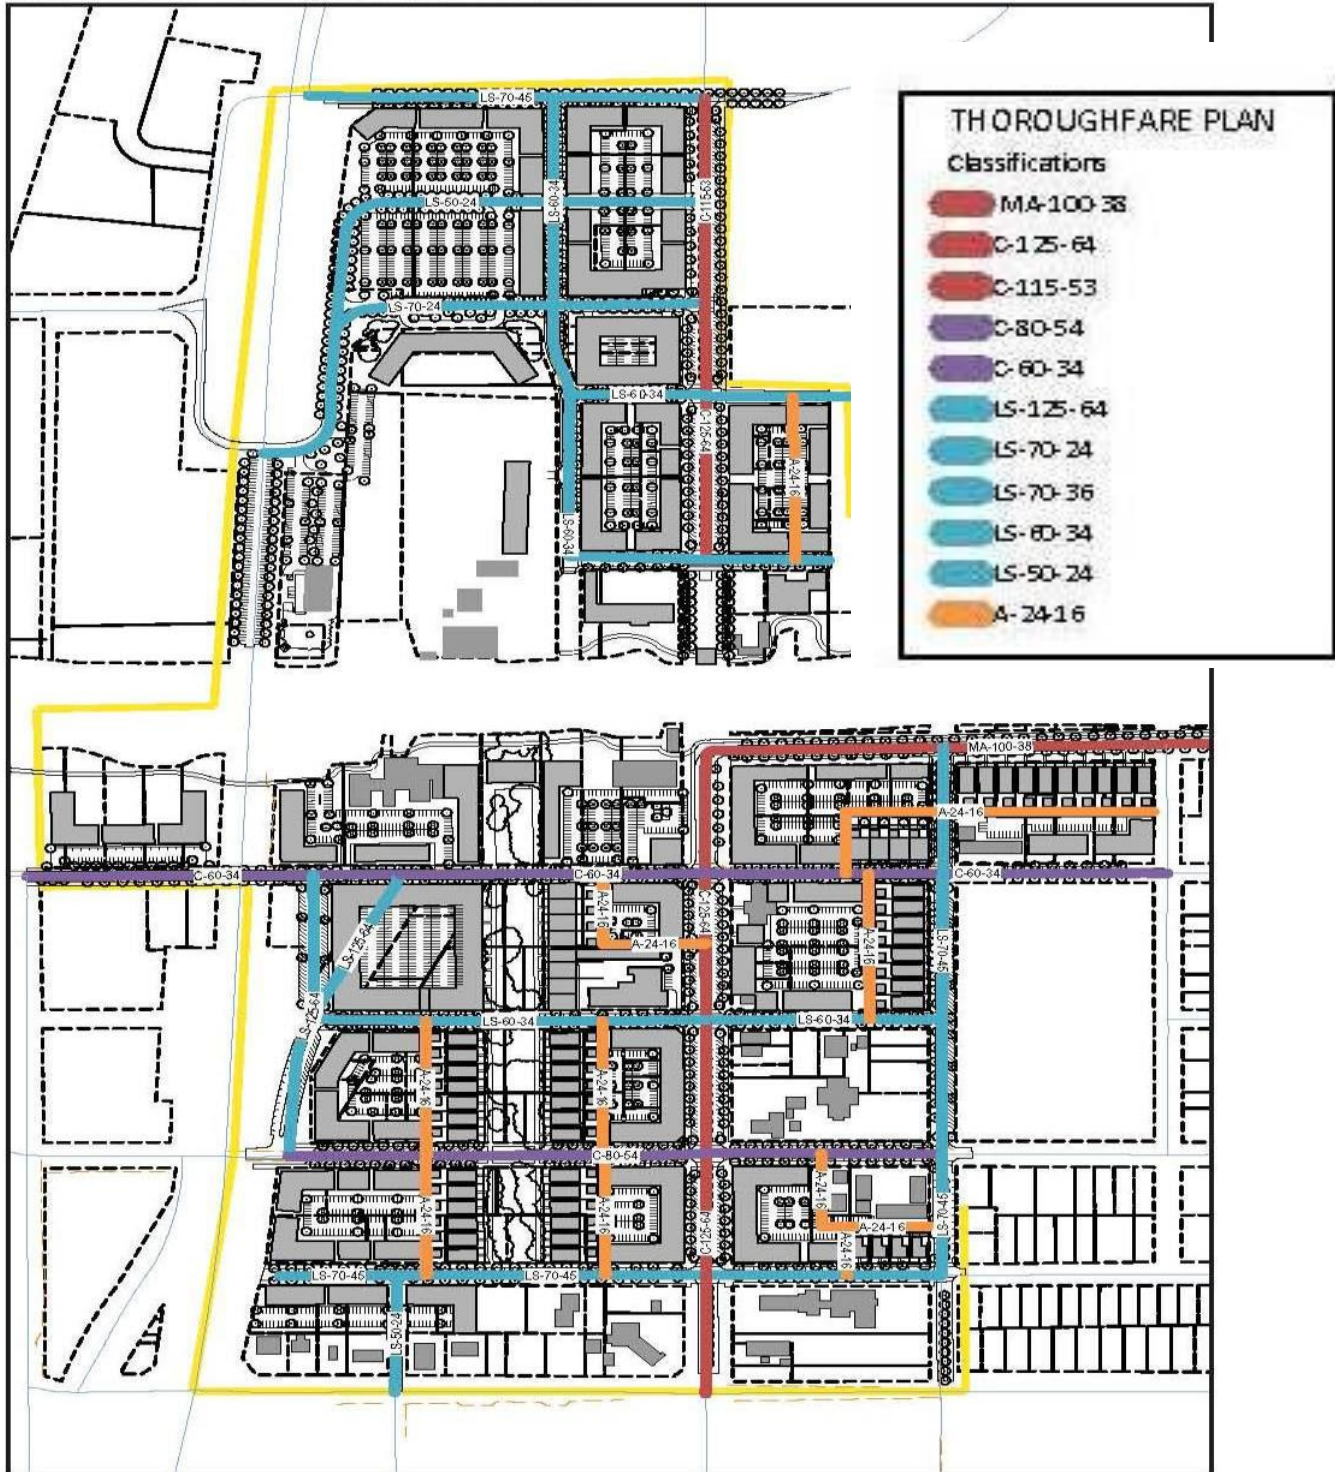 THOROUGHFARE PLAN
Classifications
MA-100-38
C-125-64
C-115-53
C-80-54
C-60-34
LS-125-64
LS-70-24
LS-70-36
LS-60-34
LS-50-24
A-24-16
LS-70-45
LS-60-34
C-115-53
LS-50-24
LS-70-24
LS-60-34
C-125-64
A-24-16
LS-60-34
MA-100-38
A-24-16
C-60-34
C-60-34
C-60-34
A-24-16
C-125-64
LS-125-64
A-24-16
A-24-16
LS-70-45
LS-125-64
LS-60-34
LS-60-34
A-24-16
A-24-16
C-80-54
A-24-16
A-24-16
A-24-16
C-125-64
A-24-16
LS-70-45
A-24-16
LS-70-45
LS-70-45
LS-50-24